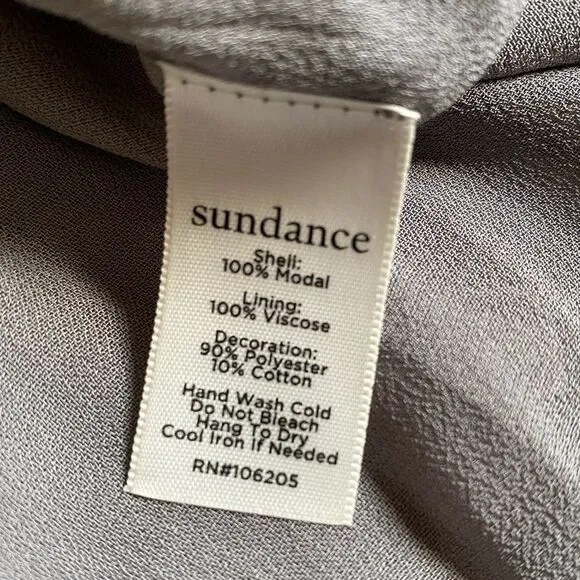 sundance
Shell:
100% Modal
Lining:
100% Viscose
Decoration:
90% Polyester
10% Cotton
Hand Wash Cold
Do Not Bleach
Hang To Dry
Cool Iron If Needed
RN#106205